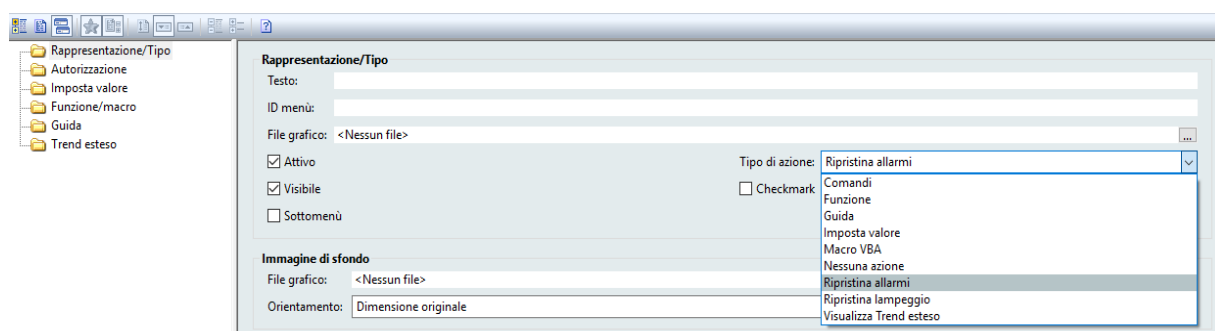 Rappresentazione/Tipo
Autorizzazione
Imposta valore
Funzione/macro
Guida
Trend esteso
Rappresentazione/Tipo
Testo:
ID menù:
File grafico: <Nessun file>
...
Attivo
Tipo di azione: Ripristina allarmi
Visibile
Checkmark
Sottomenù
Comandi
Funzione
Guida
Imposta valore
Macro VBA
Nessuna azione
Ripristina allarmi
Ripristina lampeggio
Visualizza Trend esteso
Immagine di sfondo
File grafico: <Nessun file>
Orientamento: Dimensione originale